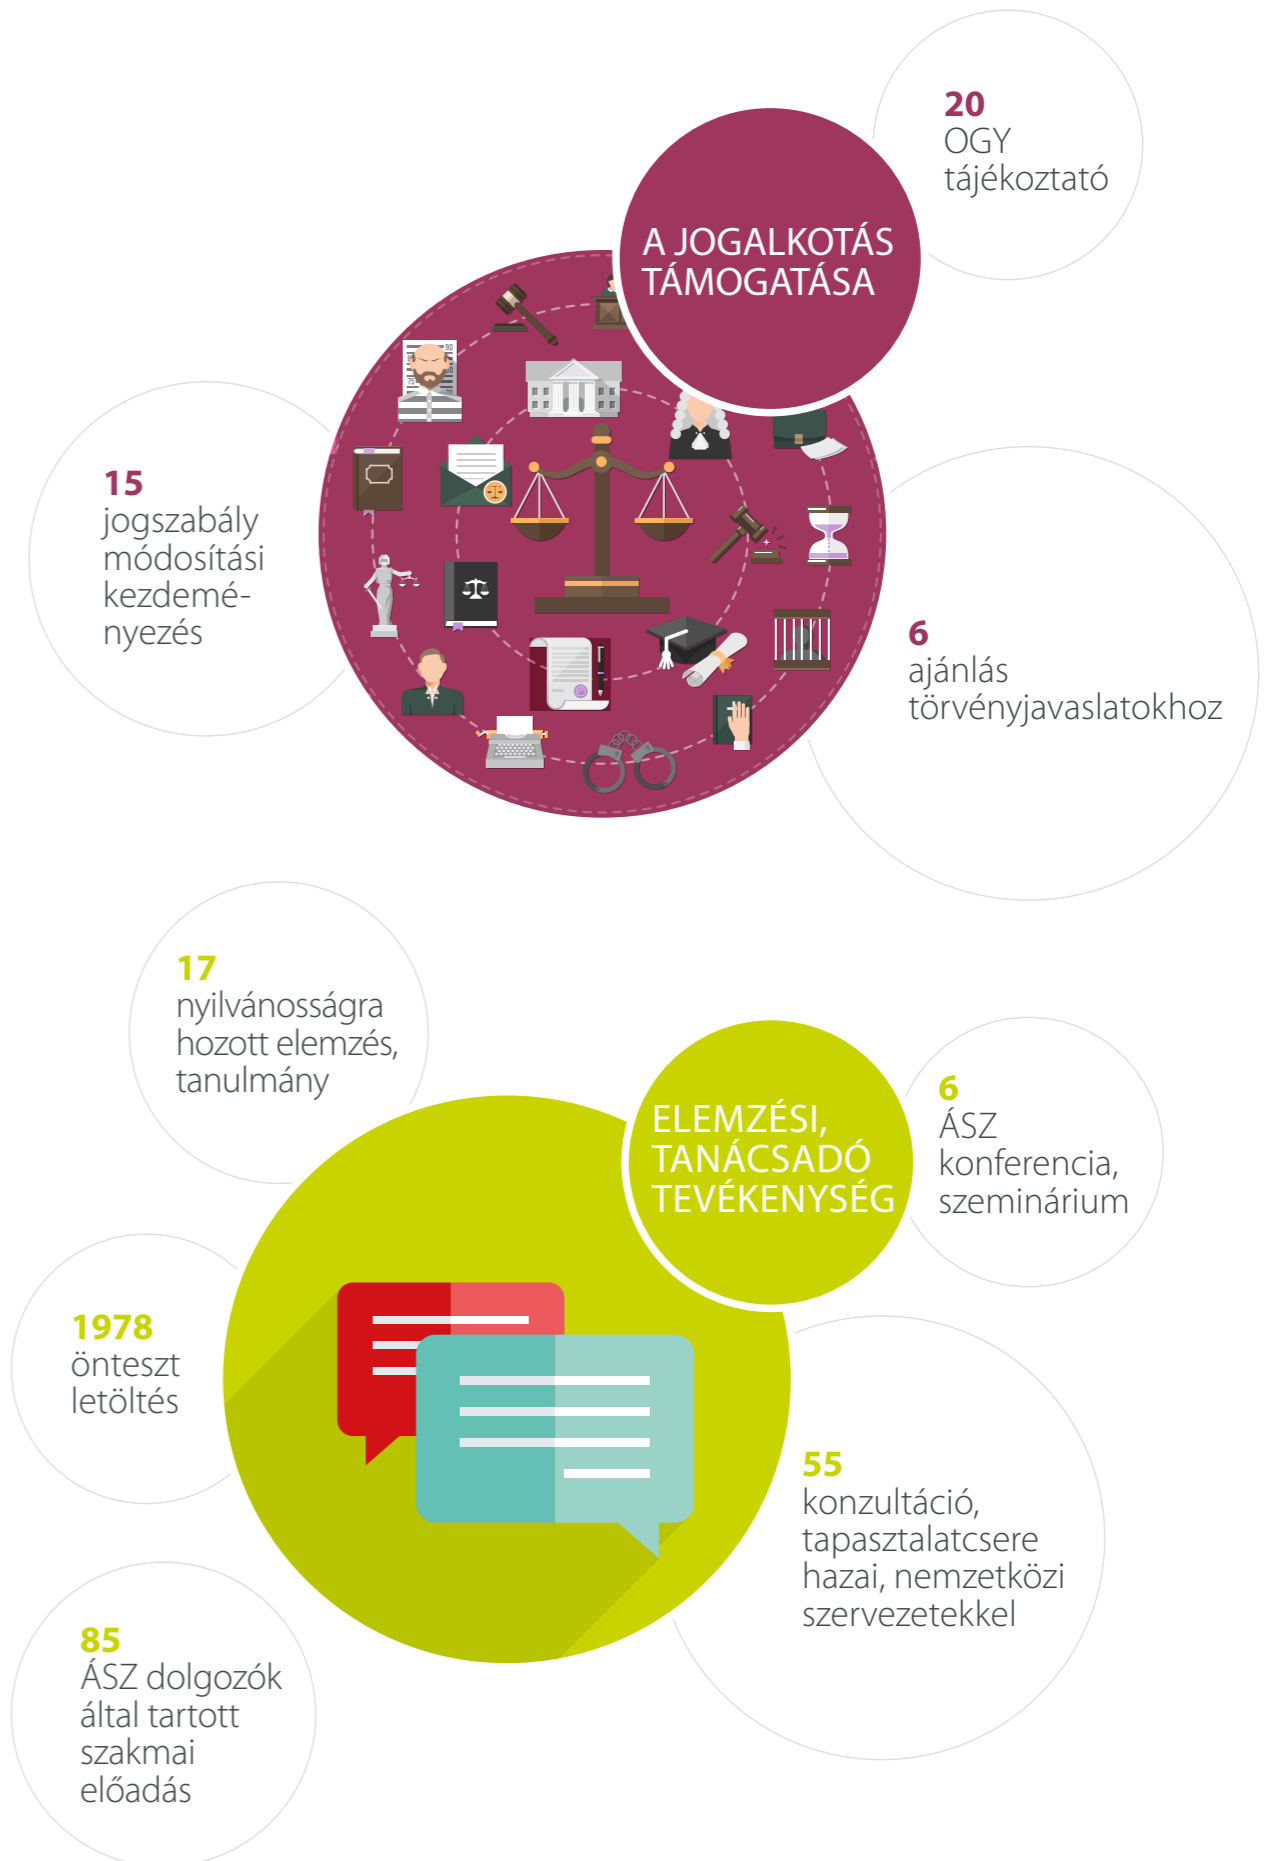 20
OGY
tájékoztató
A JOGALKOTÁS
TÁMOGATÁSA
15
jogszabály
módosítási
kezdemé-
nyezés
6
ajánlás
törvényjavaslatokhoz
17
nyilvánosságra
hozott elemzés,
tanulmány
ELEMZÉSI,
TANÁCSADÓ
TEVÉKENYSÉG
6
ÁSZ
konferencia,
szeminárium
1978
önteszt
letöltés
55
konzultáció,
tapasztalatcsere
hazai, nemzetközi
szervezetekkel
85
ÁSZ dolgozók
által tartott
szakmai
előadás